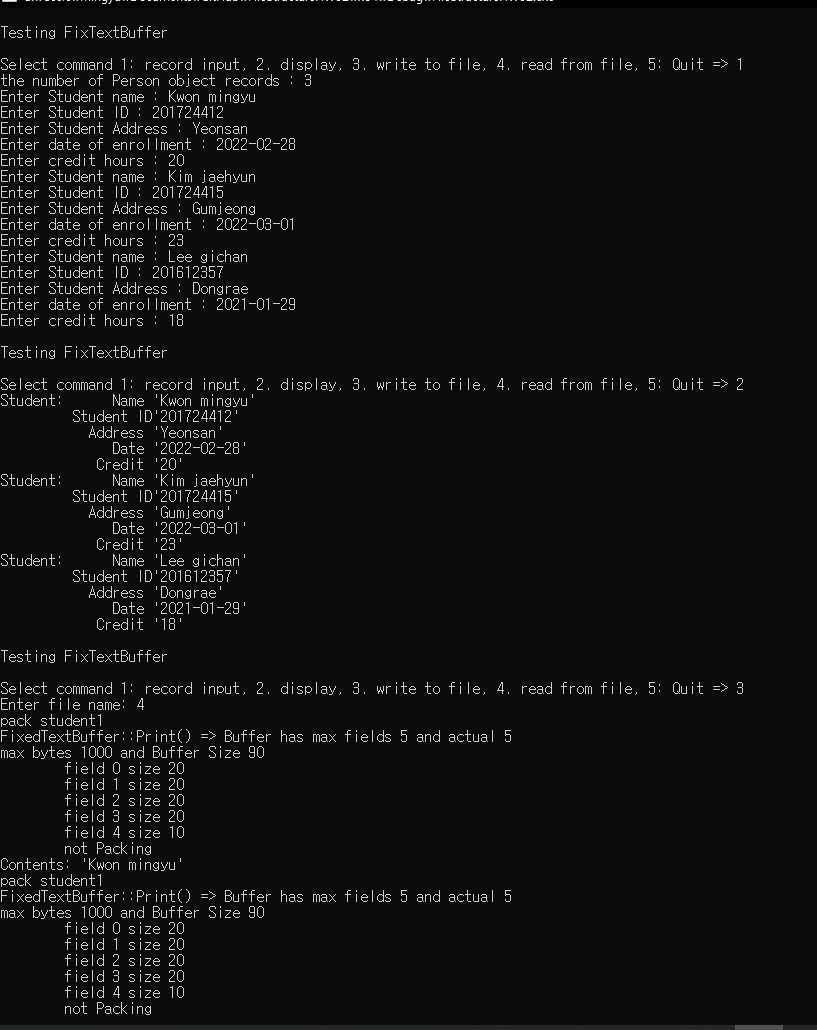 Testing FixTextBuffer
Select command 1: record input, 2. display, 3. write to file, 4. read from file, 5: Quit => 1
the number of Person object records : 3
Enter Student name : Kwon mingyu
Enter Student ID : 201724412
Enter Student Address : Yeonsan
Enter date of enrollment : 2022-02-28
Enter credit hours : 20
Enter Student name : Kim jaehyun
Enter Student ID : 201724415
Enter Student Address : Gumjeong
Enter date of enrollment : 2022-03-01
Enter credit hours : 23
Enter Student name : Lee gichan
Enter Student ID : 201612357
Enter Student Address : Dongrae
Enter date of enrollment : 2021-01-29
Enter credit hours : 18
Testing FixTextBuffer
Select command 1: record input, 2. display, 3. write to file, 4. read from file, 5: Quit => 2
Student:      Name 'Kwon mingyu'
         Student ID'201724412'
           Address 'Yeonsan'
              Date '2022-02-28'
            Credit '20'
Student:      Name 'Kim jaehyun'
         Student ID'201724415'
           Address 'Gumjeong'
              Date '2022-03-01'
            Credit '23'
Student:      Name 'Lee gichan'
         Student ID'201612357'
           Address 'Dongrae'
              Date '2021-01-29'
            Credit '18'
Testing FixTextBuffer
Select command 1: record input, 2. display, 3. write to file, 4. read from file, 5: Quit => 3
Enter file name: 4
pack student1
FixedTextBuffer::Print() => Buffer has max fields 5 and actual 5
max bytes 1000 and Buffer Size 90
        field 0 size 20
        field 1 size 20
        field 2 size 20
        field 3 size 20
        field 4 size 10
        not Packing
Contents: 'Kwon mingyu'
pack student1
FixedTextBuffer::Print() => Buffer has max fields 5 and actual 5
max bytes 1000 and Buffer Size 90
        field 0 size 20
        field 1 size 20
        field 2 size 20
        field 3 size 20
        field 4 size 10
        not Packing